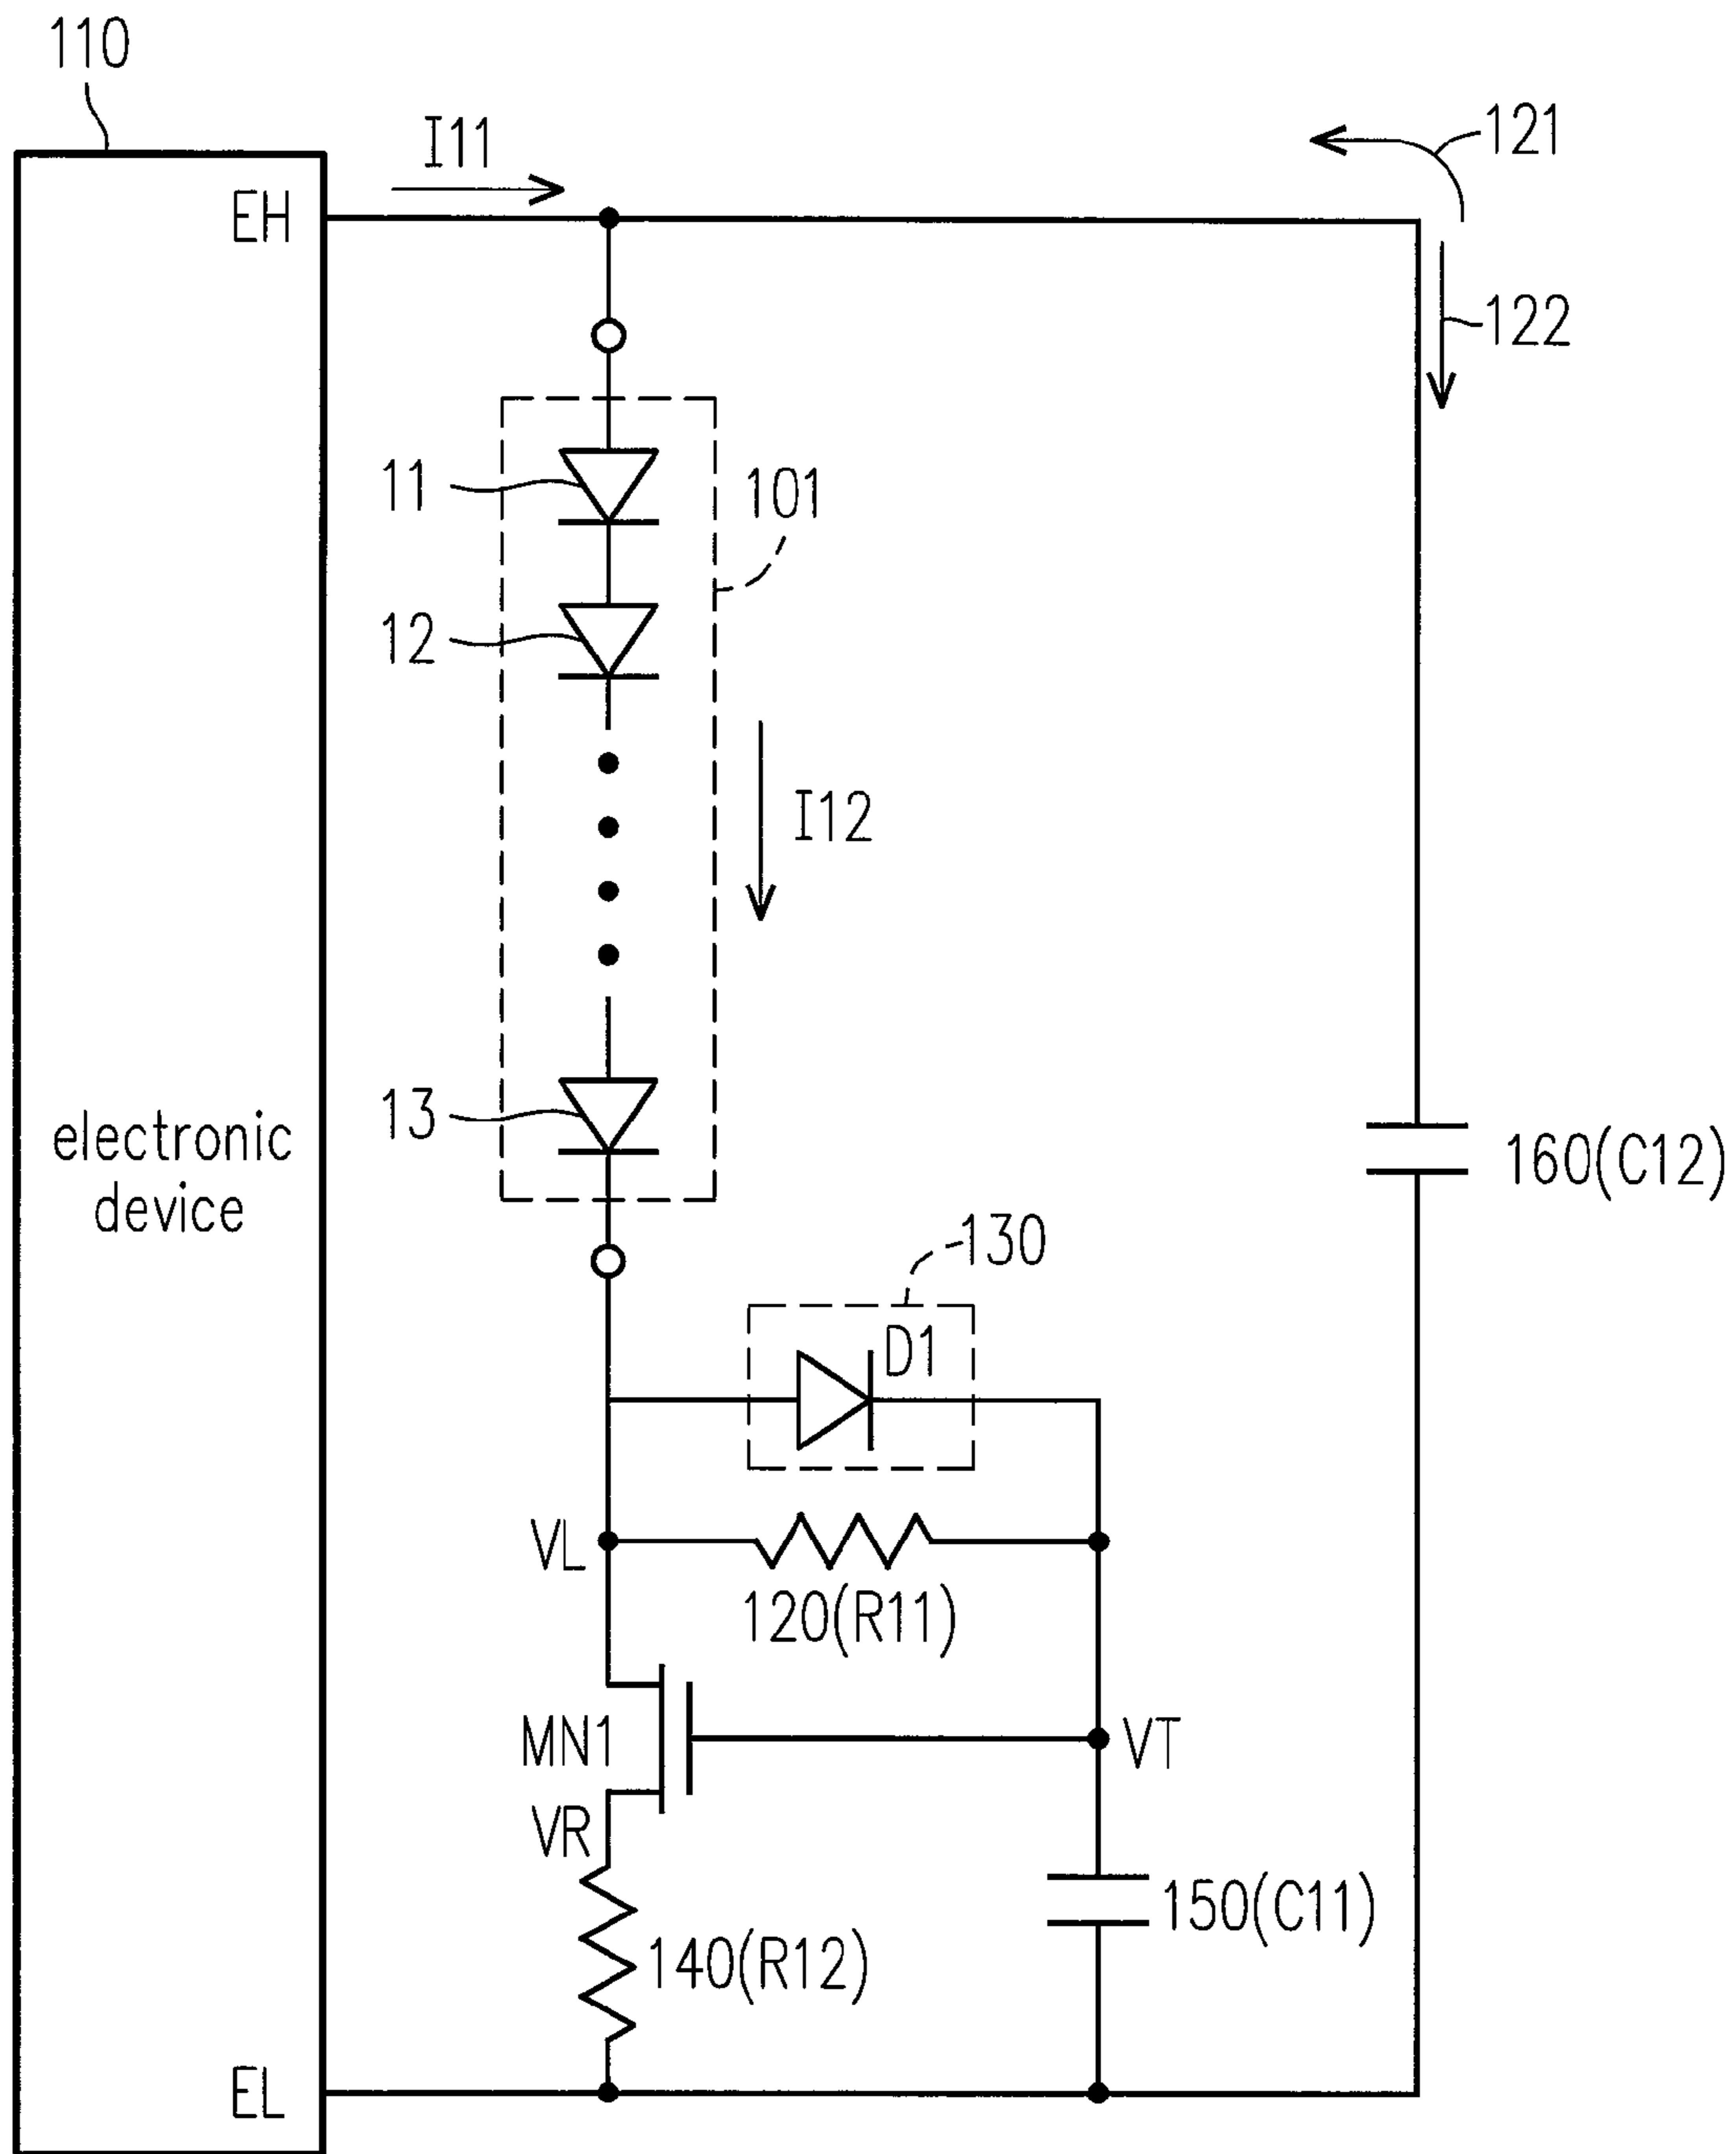 110
I11
121
EH
122
11
101
12
I12
13
electronic
device
160(C12)
130
D1
VL
120(R11)
MN1
VT
VR
150(C11)
140(R12)
EL